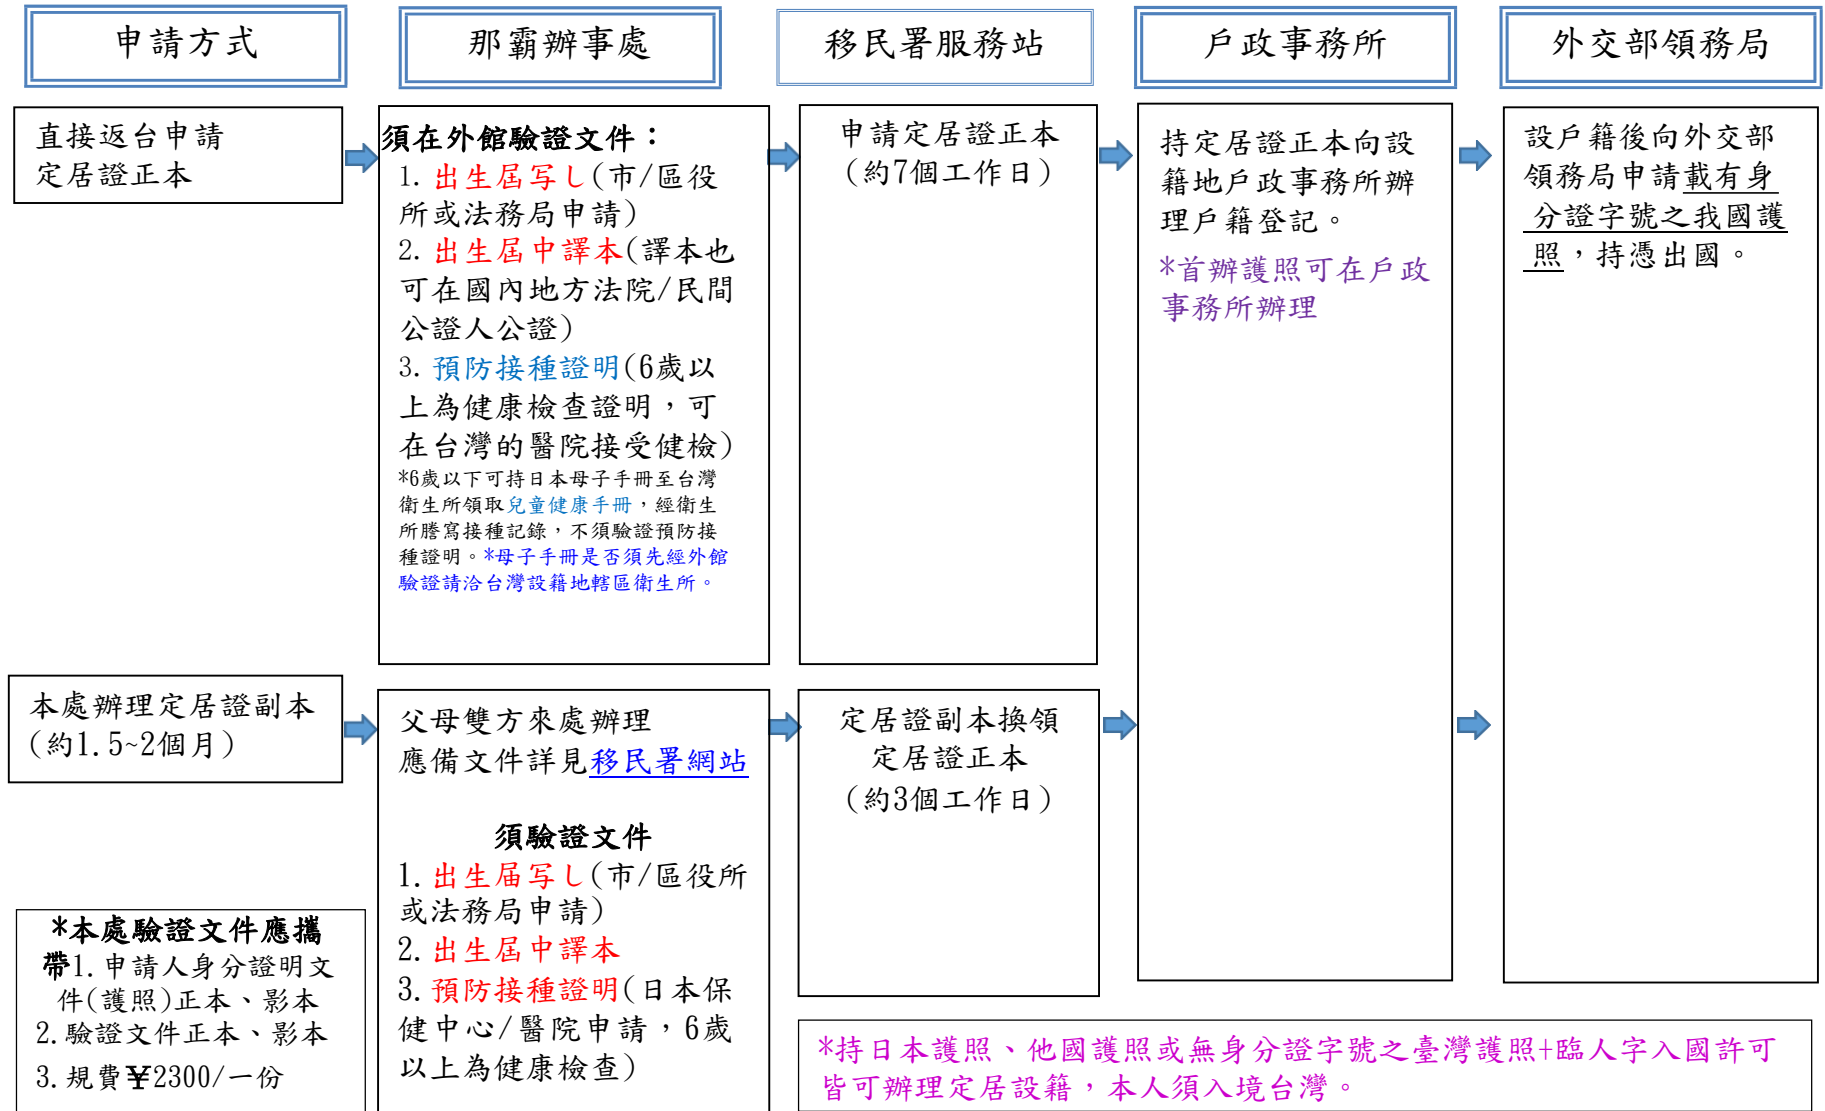 申請方式
那霸辦事處
移民署服務站
戶政事務所
外交部領務局
直接返台申請
定居證正本
須在外館驗證文件：
1. 出生屆写し(市/區役
所或法務局申請)
2. 出生屆中譯本(譯本也
可在國內地方法院/民間
公證人公證)
3. 預防接種證明(6歲以
上為健康檢查證明，可
在台灣的醫院接受健檢)
*6歲以下可持日本母子手冊至台灣
衛生所領取兒童健康手冊，經衛生
所謄寫接種記錄，不須驗證預防接
種證明。*母子手冊是否須先經外館
驗證請洽台灣設籍地轄區衛生所。
申請定居證正本
(約7個工作日)
持定居證正本向設
籍地戶政事務所辦
理戶籍登記。
*首辦護照可在戶政
事務所辦理
設戶籍後向外交部
領務局申請載有身
分證字號之我國護
照，持憑出國。
本處辦理定居證副本
(約1.5~2個月)
父母雙方來處辦理
應備文件詳見移民署網站
須驗證文件
1. 出生届写し(市/區役所
或法務局申請)
2. 出生屆中譯本
3. 預防接種證明(日本保
健中心/醫院申請，6歲
以上為健康檢查)
定居證副本換領
定居證正本
(約3個工作日)
*本處驗證文件應攜
帶1. 申請人身分證明文
件(護照)正本、影本
2. 驗證文件正本、影本
3. 規費¥2300/一份
*持日本護照、他國護照或無身分證字號之臺灣護照+臨人字入國許可
皆可辦理定居設籍，本人須入境台灣。